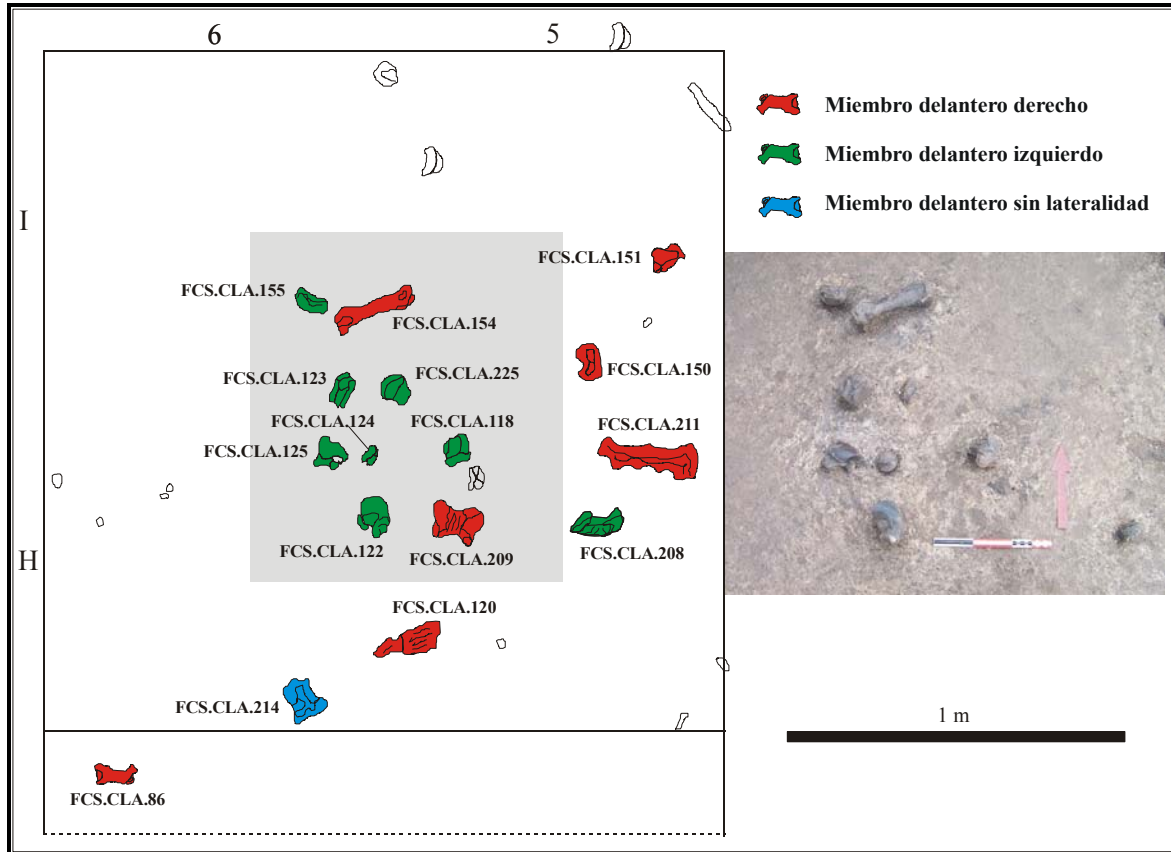 6
5
Miembro delantero derecho
Miembro delantero izquierdo
Miembro delantero sin lateralidad
I
FCS.CLA.151
FCS.CLA.155
FCS.CLA.154
FCS.CLA.123
FCS.CLA.225
FCS.CLA.150
FCS.CLA.124
FCS.CLA.118
FCS.CLA.211
FCS.CLA.125
H
FCS.CLA.122
FCS.CLA.209
FCS.CLA.208
FCS.CLA.120
FCS.CLA.214
1 m
FCS.CLA.86